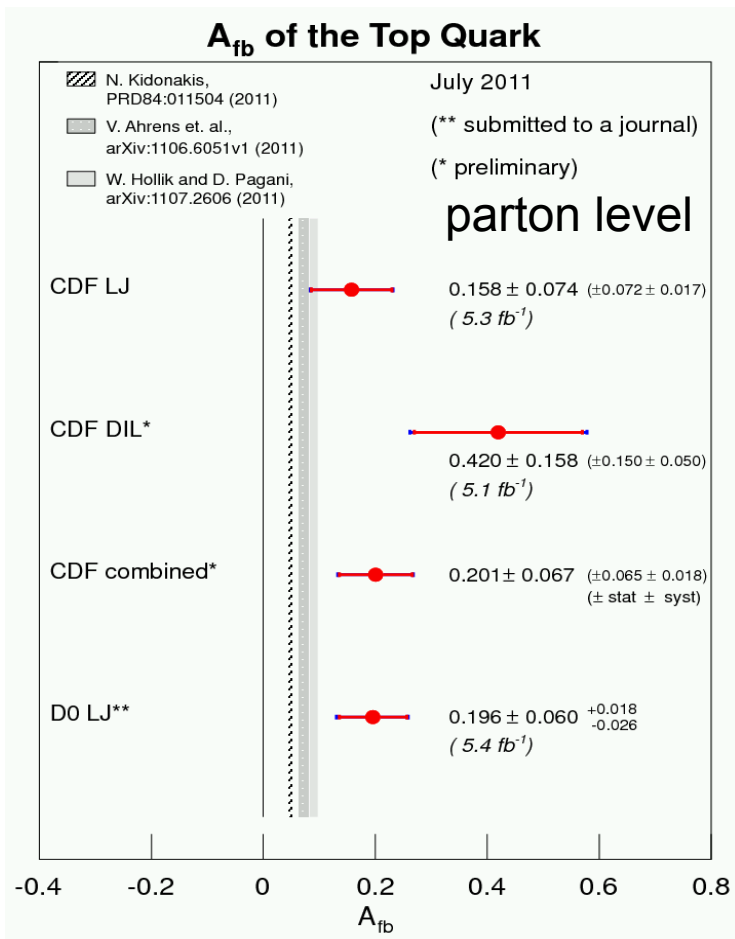 A_fb of the Top Quark
N. Kidonakis,
PRD84:011504 (2011)
V. Ahrens et. al.,
arXiv:1106.6051v1 (2011)
W. Hollik and D. Pagani,
arXiv:1107.2606 (2011)
July 2011
(** submitted to a journal)
(* preliminary)
parton level
CDF LJ
0.158 ± 0.074 (±0.072 ± 0.017)
( 5.3 fb⁻¹)
CDF DIL*
0.420 ± 0.158 (±0.150 ± 0.050)
( 5.1 fb⁻¹)
CDF combined*
0.201± 0.067 (±0.065 ± 0.018)
(± stat ± syst)
D0 LJ**
0.196 ± 0.060 +0.018
-0.026
( 5.4 fb⁻¹)
-0.4 -0.2 0 0.2 0.4 0.6 0.8
A_fb